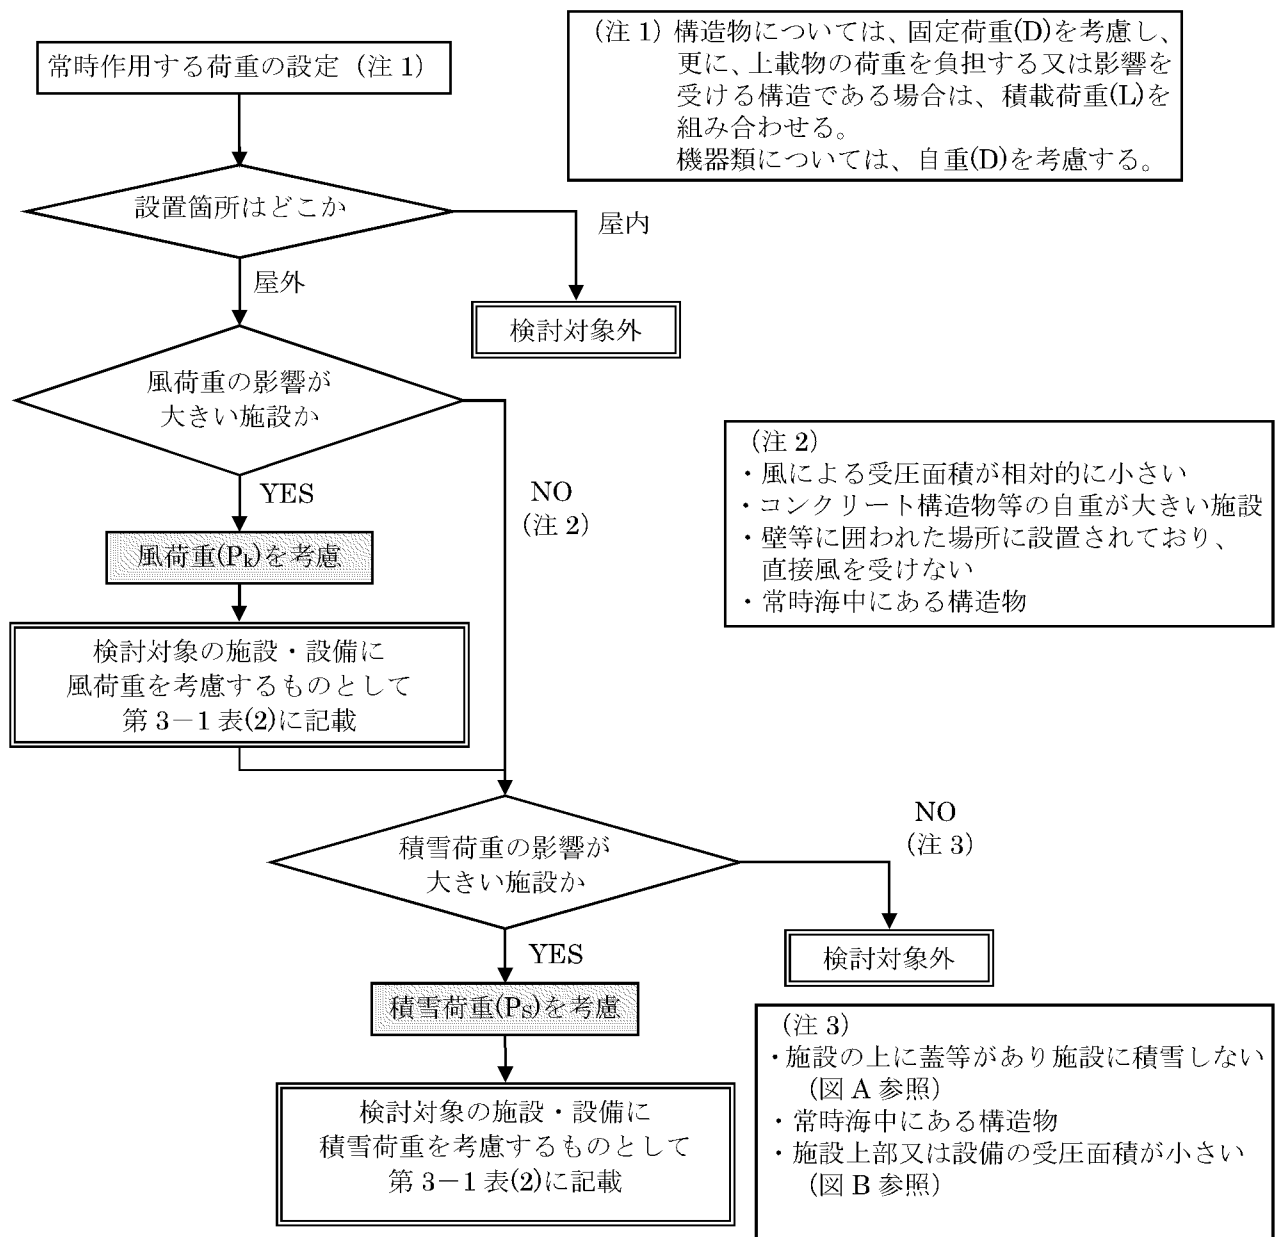 常時作用する荷重の設定（注 1）
（注 1）構造物については、固定荷重(D)を考慮し、
更に、上載物の荷重を負担する又は影響を
受ける構造である場合は、積載荷重(L)を
組み合わせる。
機器類については、自重(D)を考慮する。
設置箇所はどこか
屋内
屋外
検討対象外
風荷重の影響が
大きい施設か
YES
NO
（注 2）
（注 2）
・風による受圧面積が相対的に小さい
・コンクリート構造物等の自重が大きい施設
・壁等に囲われた場所に設置されており、
直接風を受けない
・常時海中にある構造物
風荷重(Pk)を考慮
検討対象の施設・設備に
風荷重を考慮するものとして
第 3－1 表(2)に記載
積雪荷重の影響が
大きい施設か
NO
（注 3）
YES
検討対象外
積雪荷重(PS)を考慮
検討対象の施設・設備に
積雪荷重を考慮するものとして
第 3－1 表(2)に記載
（注 3）
・施設の上に蓋等があり施設に積雪しない
（図 A 参照）
・常時海中にある構造物
・施設上部又は設備の受圧面積が小さい
（図 B 参照）